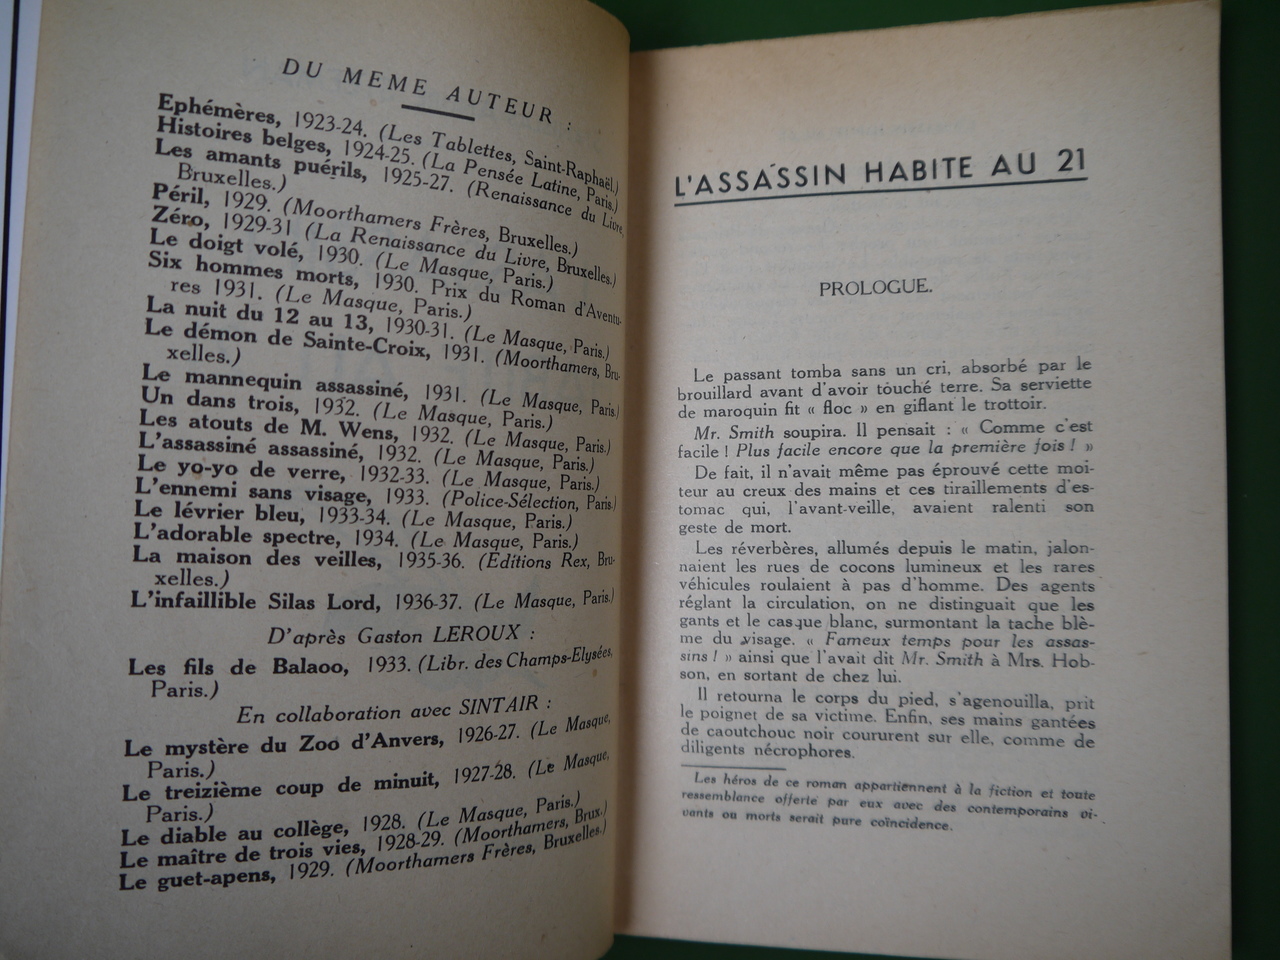 DU MEME AUTEUR :
Ephémères, 1923-24. (Les Tablettes, Saint-Raphaël.)
Histoires belges, 1924-25. (La Pensée Latine, Paris.)
Les amants puérils, 1925-27. (Renaissance du Livre,
Bruxelles.)
Péril, 1929. (Moorthamers Frères, Bruxelles.)
Zéro, 1929-31 (La Renaissance du Livre, Bruxelles.)
Le doigt volé, 1930. (Le Masque, Paris.)
Six hommes morts, 1930. Prix du Roman d'Aventu-
res 1931. (Le Masque, Paris.)
La nuit du 12 au 13, 1930-31. (Le Masque, Paris.)
Le démon de Sainte-Croix, 1931. (Moorthamers, Bru-
xelles.)
Le mannequin assassiné, 1931. (Le Masque, Paris.)
Un dans trois, 1932. (Le Masque, Paris.)
Les atouts de M. Wens, 1932. (Le Masque, Paris.)
L'assassiné assassiné, 1932. (Le Masque, Paris.)
Le yo-yo de verre, 1932-33. (Le Masque, Paris.)
L'ennemi sans visage, 1933. (Police-Sélection, Paris.)
Le lévrier bleu, 1933-34. (Le Masque, Paris.)
L'adorable spectre, 1934. (Le Masque, Paris.)
La maison des veilles, 1935-36. (Editions Rex, Bru-
xelles.)
L'infaillible Silas Lord, 1936-37. (Le Masque, Paris.)
D'après Gaston LEROUX :
Les fils de Balaoo, 1933. (Libr. des Champs-Elysées,
Paris.)
En collaboration avec SINTAIR :
Le mystère du Zoo d'Anvers, 1926-27. (Le Masque,
Paris.)
Le treizième coup de minuit, 1927-28. (Le Masque,
Paris.)
Le diable au collège, 1928. (Le Masque, Paris.)
Le maître de trois vies, 1928-29. (Moorthamers, Brux.)
Le guet-apens, 1929. (Moorthamers Frères, Bruxelles.)
L'ASSASSIN HABITE AU 21
PROLOGUE.
Le passant tomba sans un cri, absorbé par le
brouillard avant d'avoir touché terre. Sa serviette
de maroquin fit « floc » en giflant le trottoir.
Mr. Smith soupira. Il pensait : « Comme c'est
facile ! Plus facile encore que la première fois ! »
De fait, il n'avait même pas éprouvé cette moi-
teur au creux des mains et ces tiraillements d'es-
tomac qui, l'avant-veille, avaient ralenti son
geste de mort.
Les réverbères, allumés depuis le matin, jalon-
naient les rues de cocons lumineux et les rares
véhicules roulaient à pas d'homme. Des agents
réglant la circulation, on ne distinguait que les
gants et le casque blanc, surmontant la tache blê-
me du visage. « Fameux temps pour les assas-
sins ! » ainsi que l'avait dit Mr. Smith à Mrs. Hob-
son, en sortant de chez lui.
Il retourna le corps du pied, s'agenouilla, prit
le poignet de sa victime. Enfin, ses mains gantées
de caoutchouc noir coururent sur elle, comme de
diligents nécrophores.
Les héros de ce roman appartiennent à la fiction et toute
ressemblance offerte par eux avec des contemporains vi-
vants ou morts serait pure coïncidence.